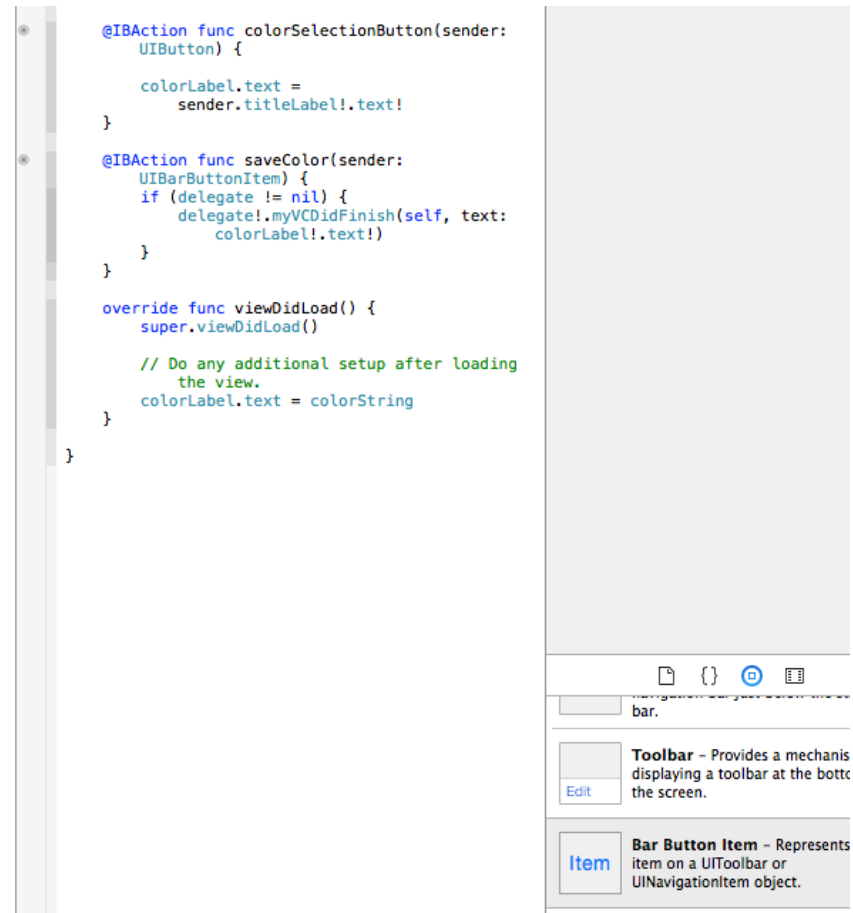 @IBAction func colorSelectionButton(sender:
UIButton) {
colorLabel.text =
sender.titleLabel!.text!
}
@IBAction func saveColor(sender:
UIBarButtonItem) {
if (delegate != nil) {
delegate!.myVCDidFinish(self, text:
colorLabel!.text!)
}
}
override func viewDidLoad() {
super.viewDidLoad()
// Do any additional setup after loading
the view.
colorLabel.text = colorString
}
}
{}
bar.
Toolbar – Provides a mechanis
displaying a toolbar at the botto
Edit the screen.
Bar Button Item – Represents
Item item on a UIToolbar or
UINavigationItem object.